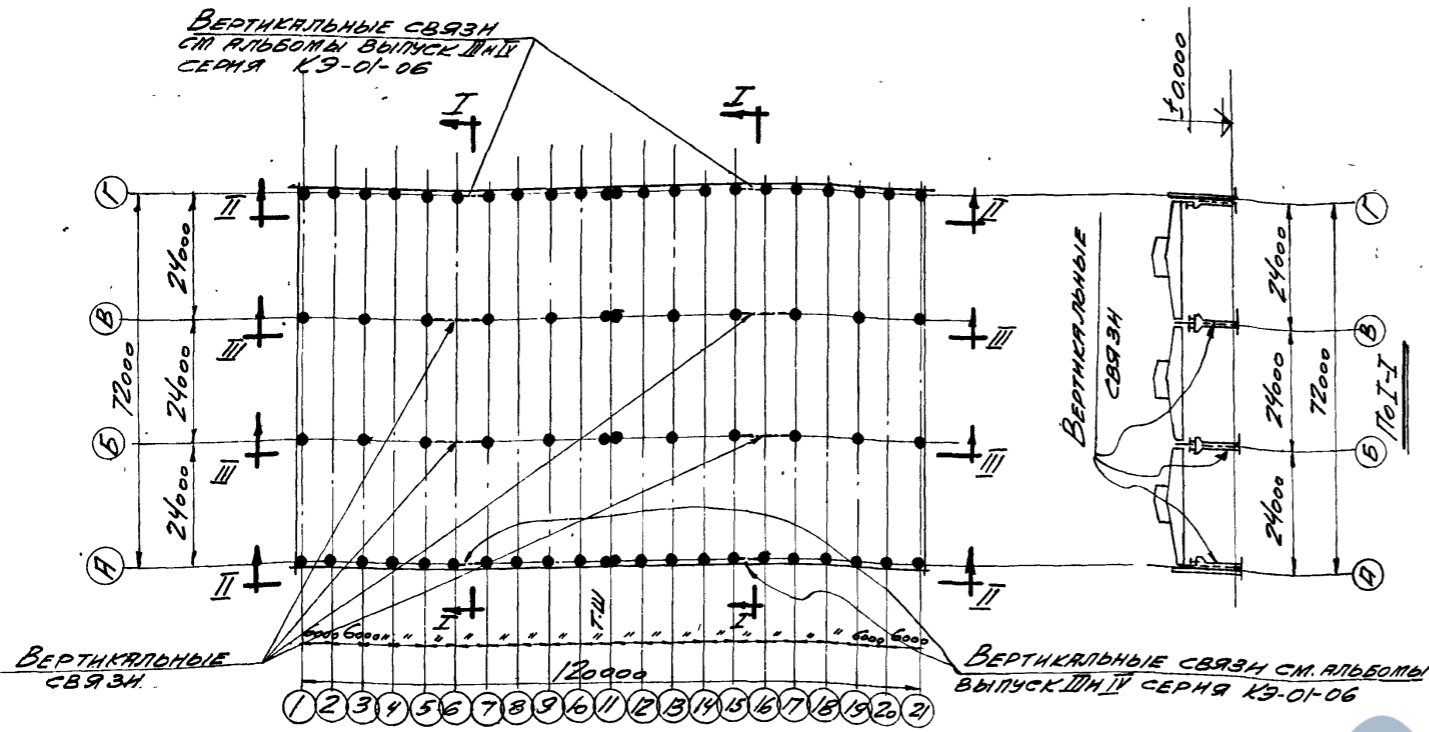 ВЕРТИКАЛЬНЫЕ СВЯЗИ
СМ АЛЬБОМЫ ВЫПУСК III и IV
СЕРИЯ КЭ-01-06
±0.000
I
I
Г
II
II
Г
24000
24000
ВЕРТИКАЛЬНЫЕ
СВЯЗИ
В
III
III
В
72000
24000
24000
72000
По I-I
Б
III
III
Б
24000
24000
А
II
II
А
I
Т.Ш
I
6000 6000 " " " " " " " " " " " " " " " " 6000 6000
ВЕРТИКАЛЬНЫЕ
СВЯЗИ.
120000
ВЕРТИКАЛЬНЫЕ СВЯЗИ СМ. АЛЬБОМЫ
ВЫПУСК III и IV СЕРИЯ КЭ-01-06
1 2 3 4 5 6 7 8 9 10 11 12 13 14 15 16 17 18 19 20 21